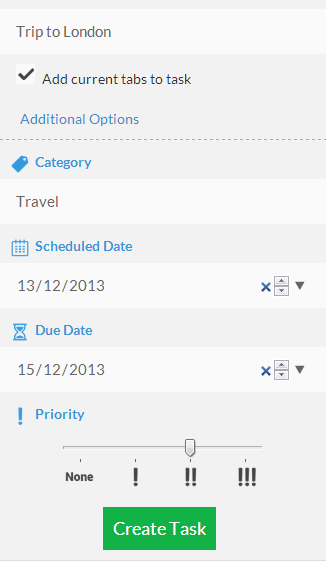 Trip to London
Add current tabs to task
Additional Options
Category
Travel
Scheduled Date
13/12/2013
Due Date
15/12/2013
Priority
None ! !! !!!
Create Task